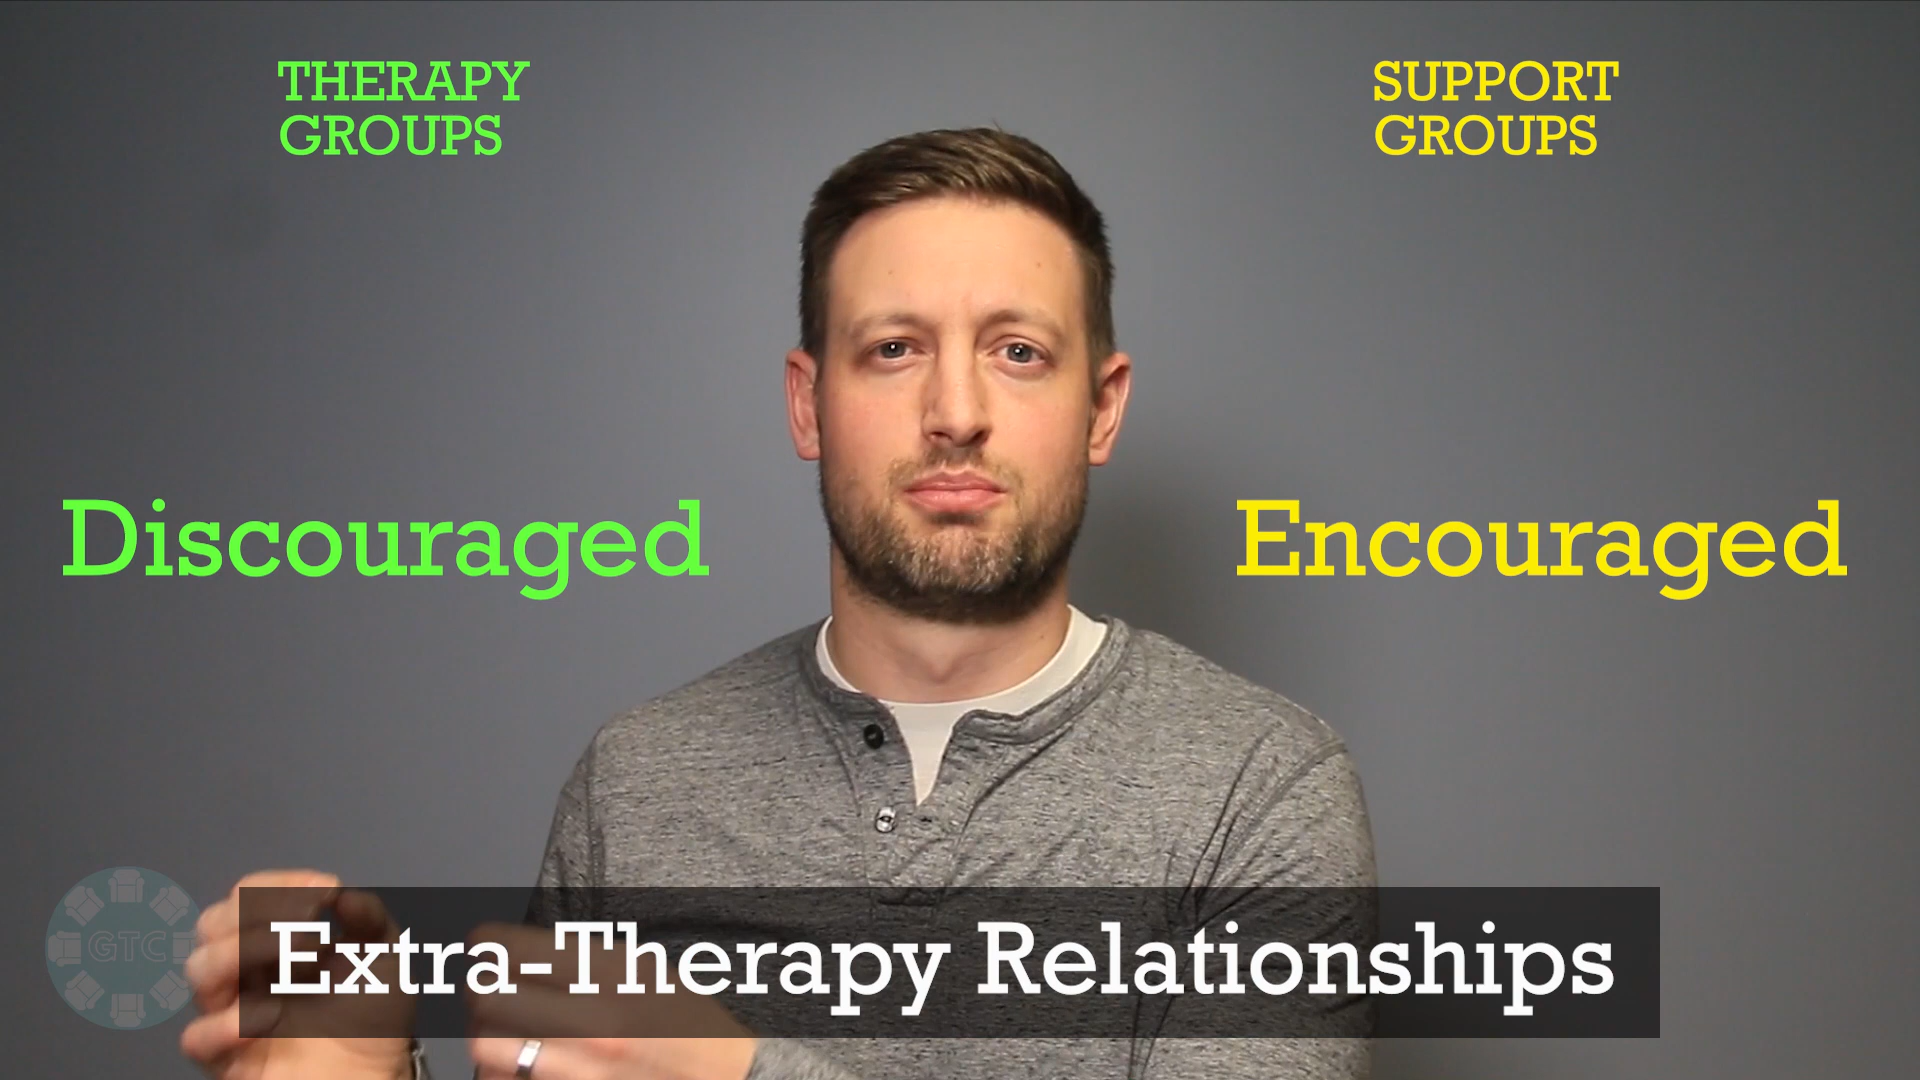 THERAPY
GROUPS
SUPPORT
GROUPS
Discouraged
Encouraged
GTC
Extra-Therapy Relationships